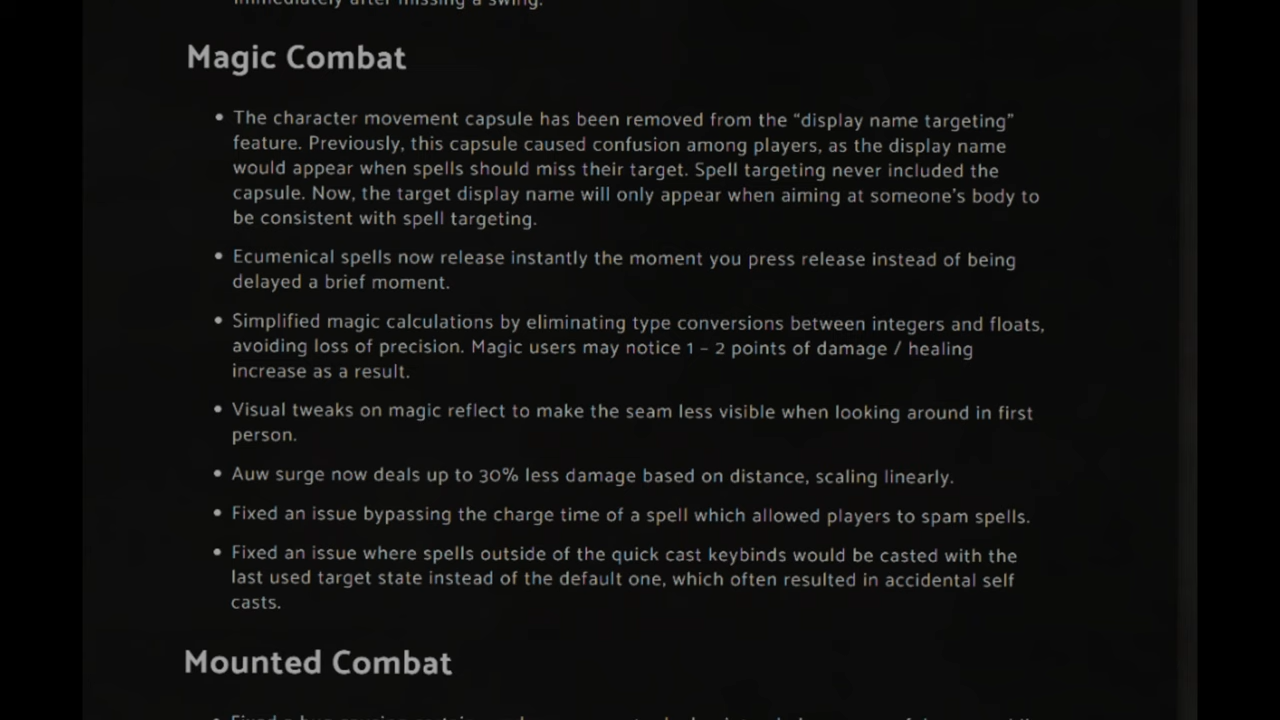 immediately after missing a swing.
Magic Combat
• The character movement capsule has been removed from the “display name targeting”
feature. Previously, this capsule caused confusion among players, as the display name
would appear when spells should miss their target. Spell targeting never included the
capsule. Now, the target display name will only appear when aiming at someone’s body to
be consistent with spell targeting.
• Ecumenical spells now release instantly the moment you press release instead of being
delayed a brief moment.
• Simplified magic calculations by eliminating type conversions between integers and floats,
avoiding loss of precision. Magic users may notice 1 – 2 points of damage / healing
increase as a result.
• Visual tweaks on magic reflect to make the seam less visible when looking around in first
person.
• Auw surge now deals up to 30% less damage based on distance, scaling linearly.
• Fixed an issue bypassing the charge time of a spell which allowed players to spam spells.
• Fixed an issue where spells outside of the quick cast keybinds would be casted with the
last used target state instead of the default one, which often resulted in accidental self
casts.
Mounted Combat